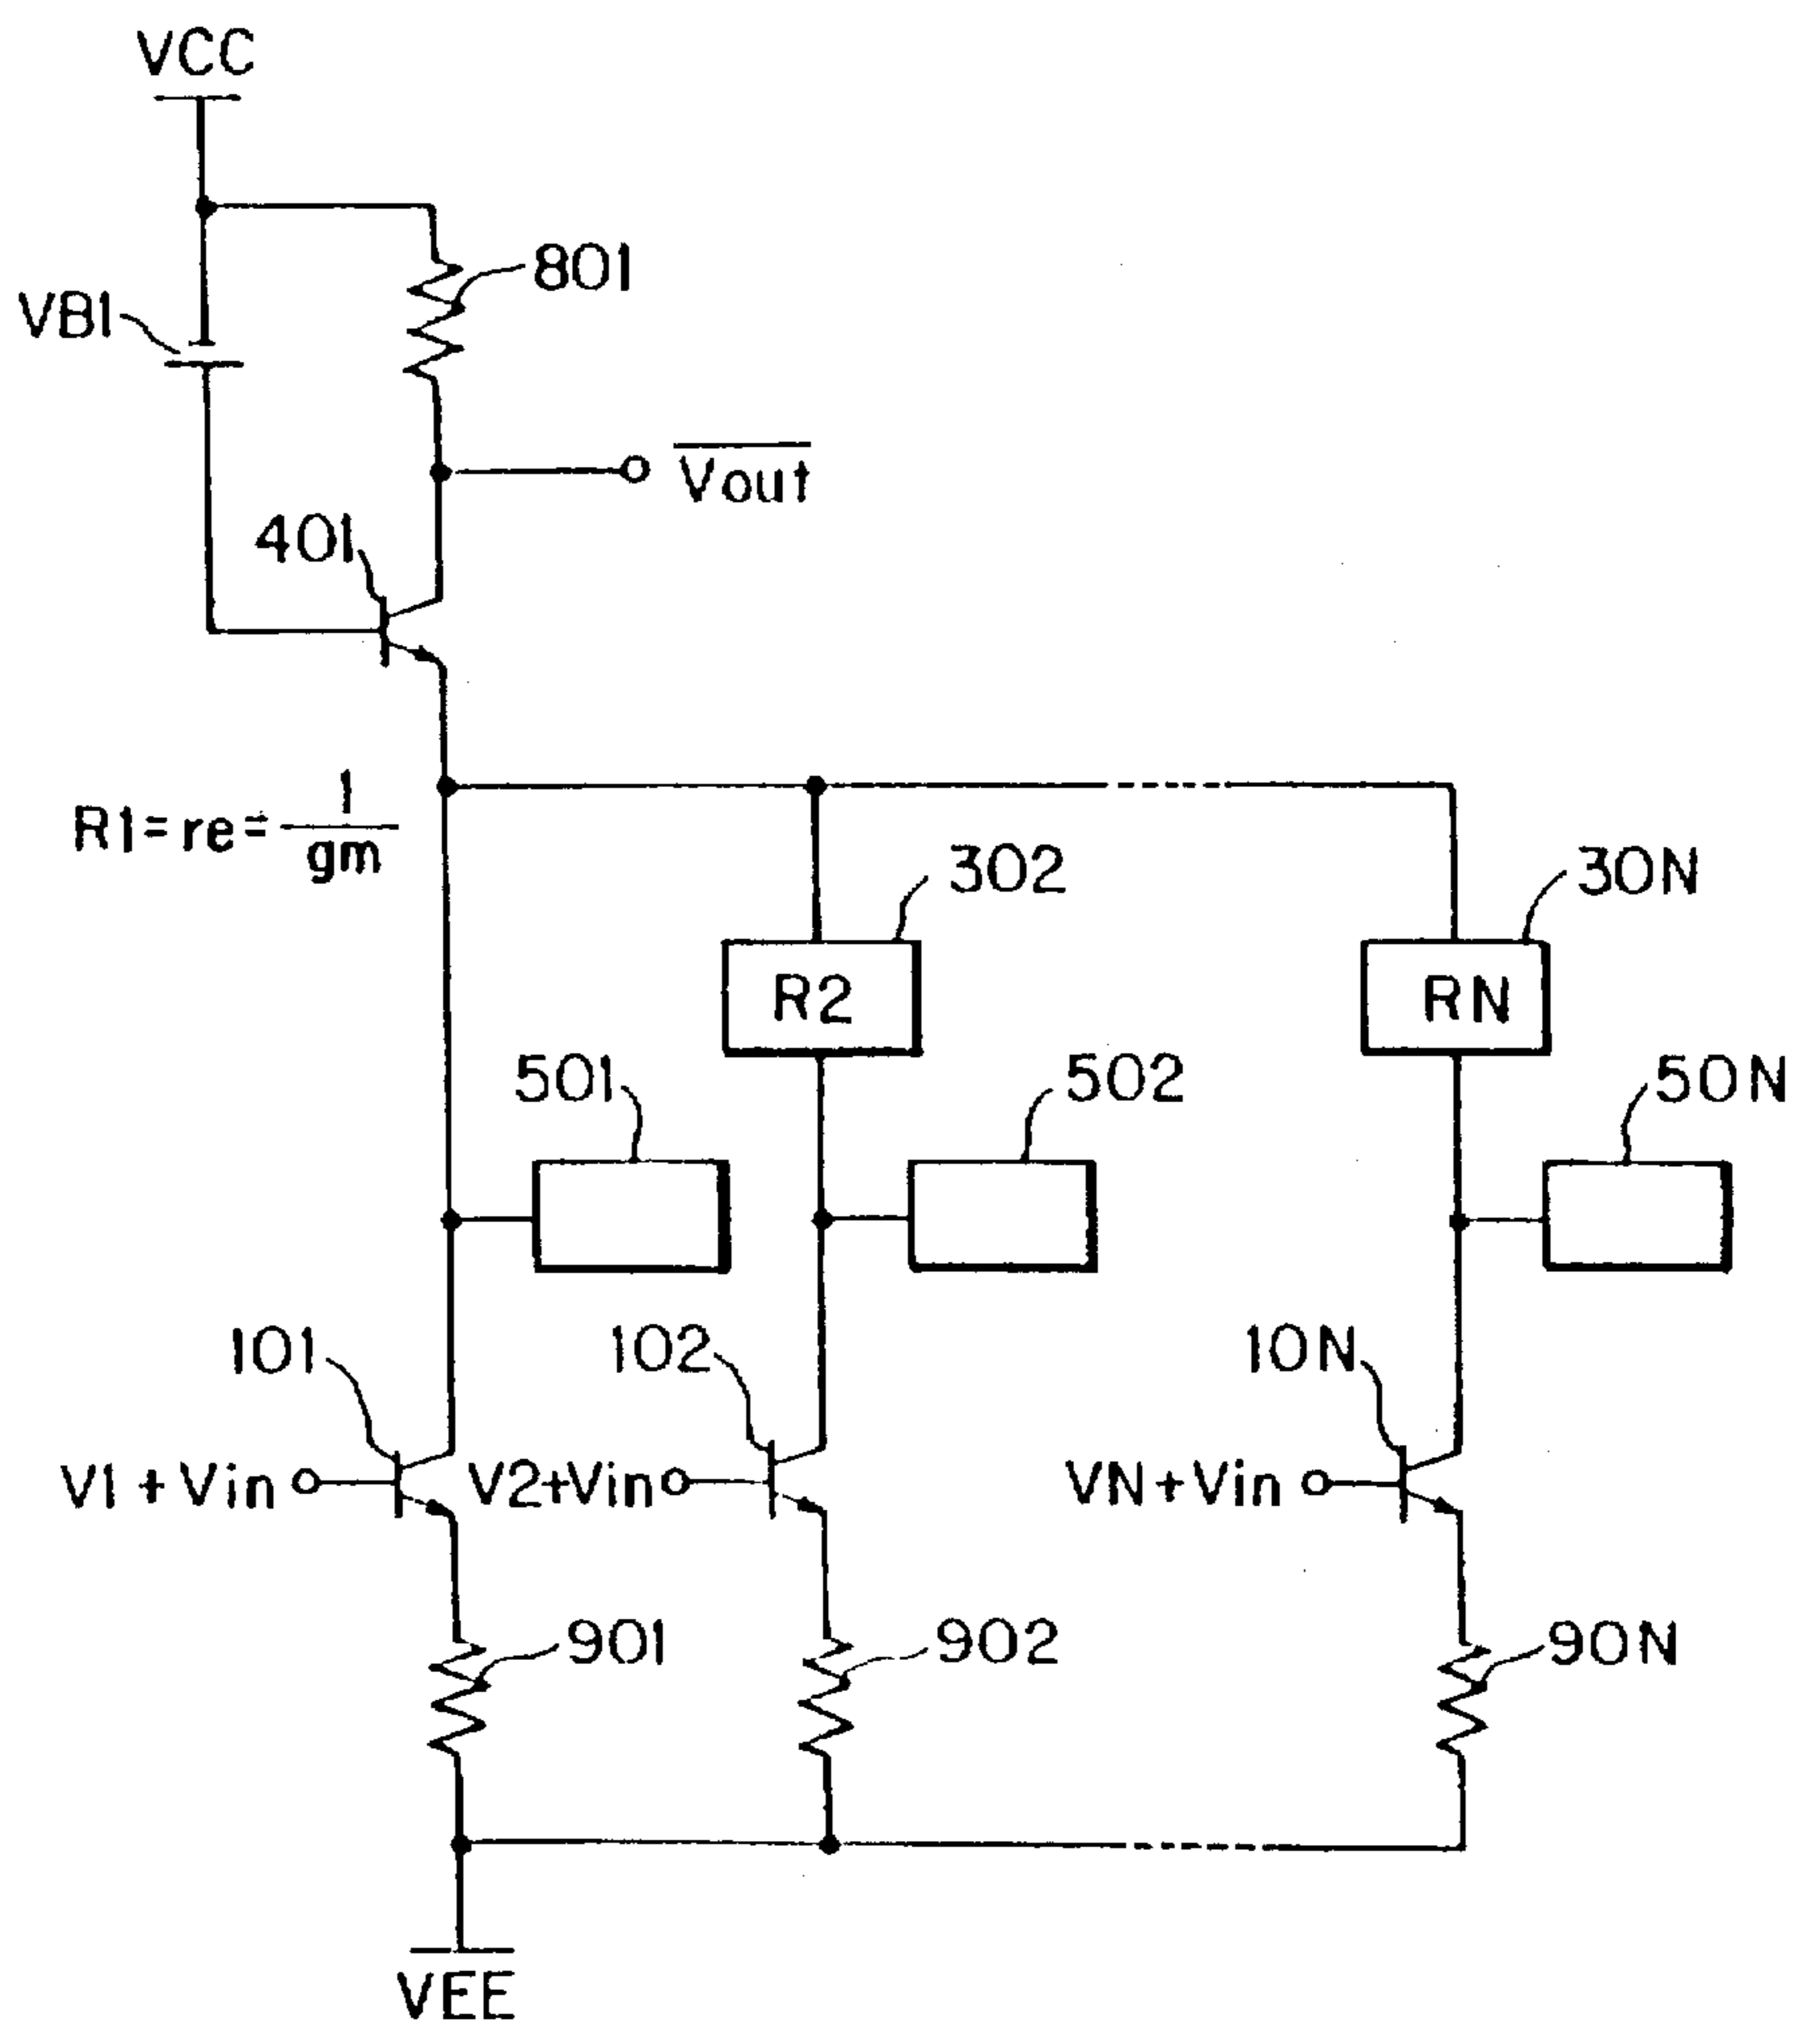 VCC
801
VB1
V̅o̅u̅t̅
401
R1=re=1/gm
302
30N
R2
RN
501
502
50N
101
102
10N
V1+Vin
V2+Vin
VN+Vin
901
902
90N
VEE